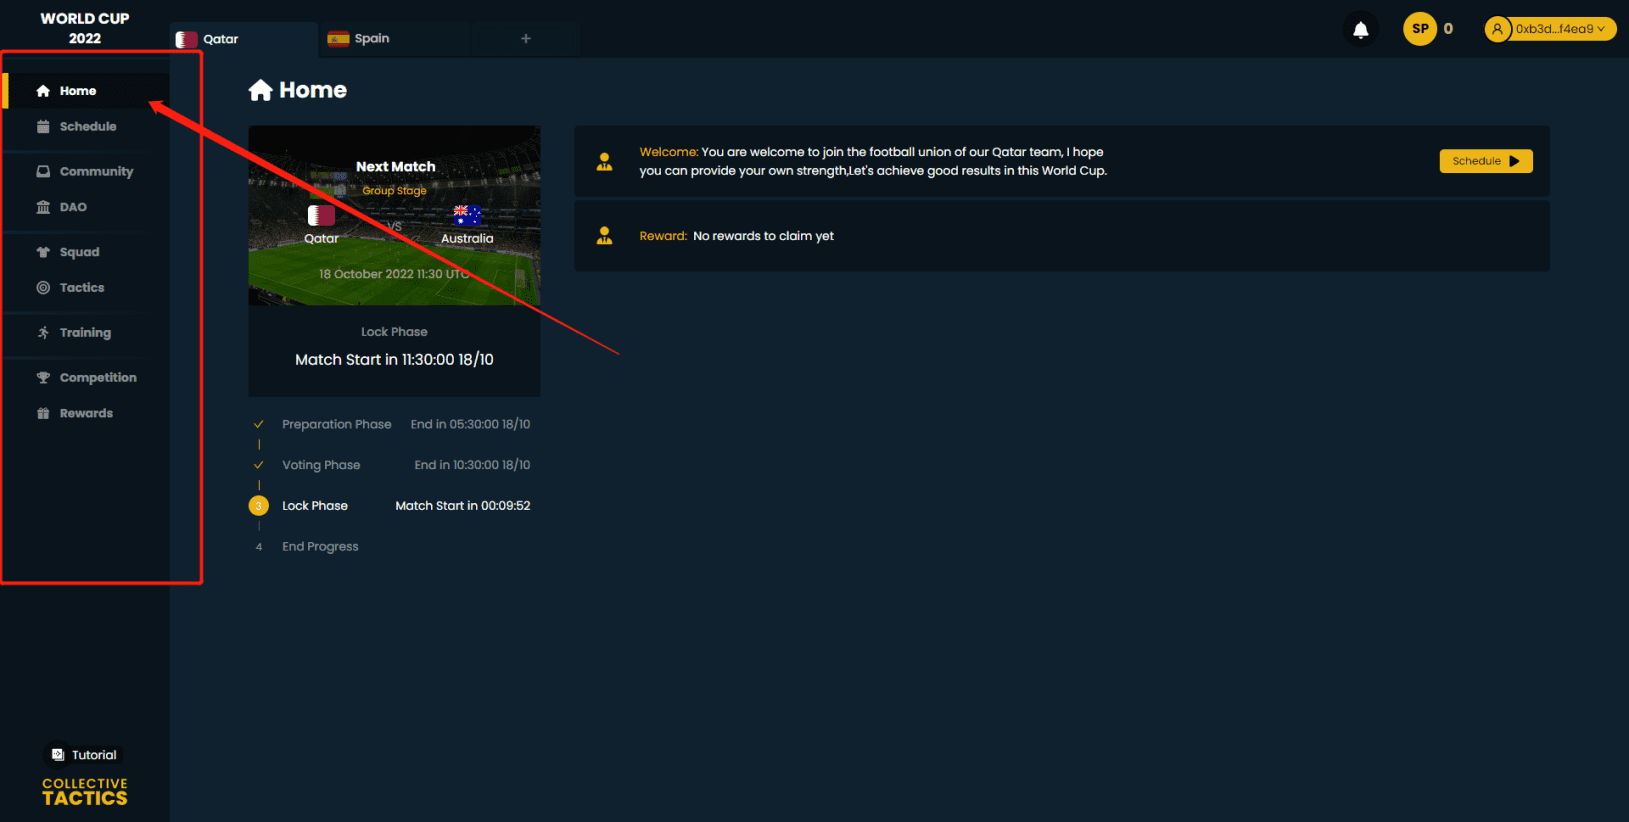 WORLD CUP
2022
Qatar
Spain
+
SP
0
0xb3d...f4ea9
Home
Schedule
Community
DAO
Squad
Tactics
Training
Competition
Rewards
Tutorial
COLLECTIVE
TACTICS
Home
Next Match
Group Stage
VS
Qatar
Australia
18 October 2022 11:30 UTC
Lock Phase
Match Start in 11:30:00 18/10
Preparation Phase End in 05:30:00 18/10
Voting Phase End in 10:30:00 18/10
3 Lock Phase Match Start in 00:09:52
4 End Progress
Welcome: You are welcome to join the football union of our Qatar team, I hope
you can provide your own strength,Let's achieve good results in this World Cup.
Schedule
Reward: No rewards to claim yet